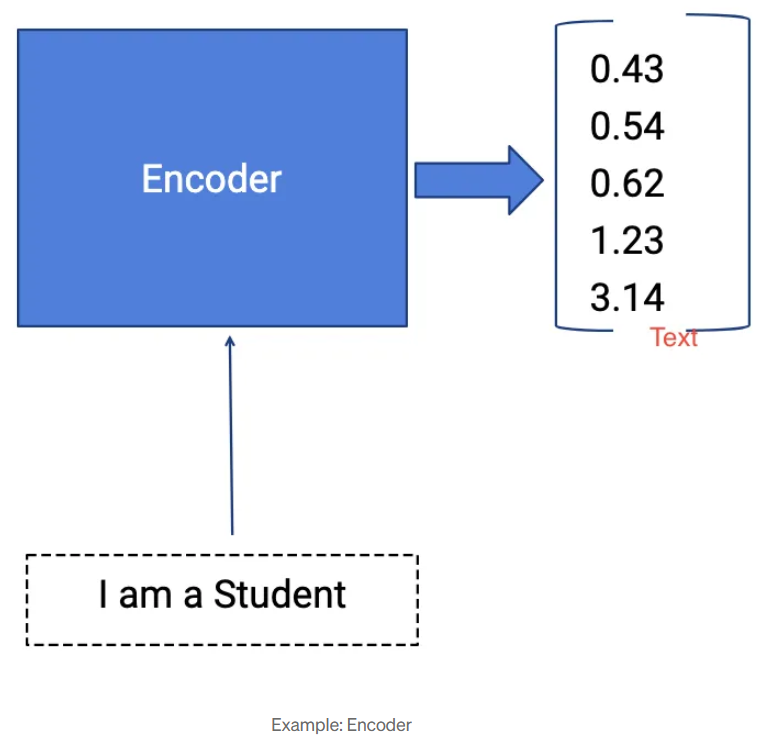 Encoder
0.43
0.54
0.62
1.23
3.14
Text
I am a Student
Example: Encoder